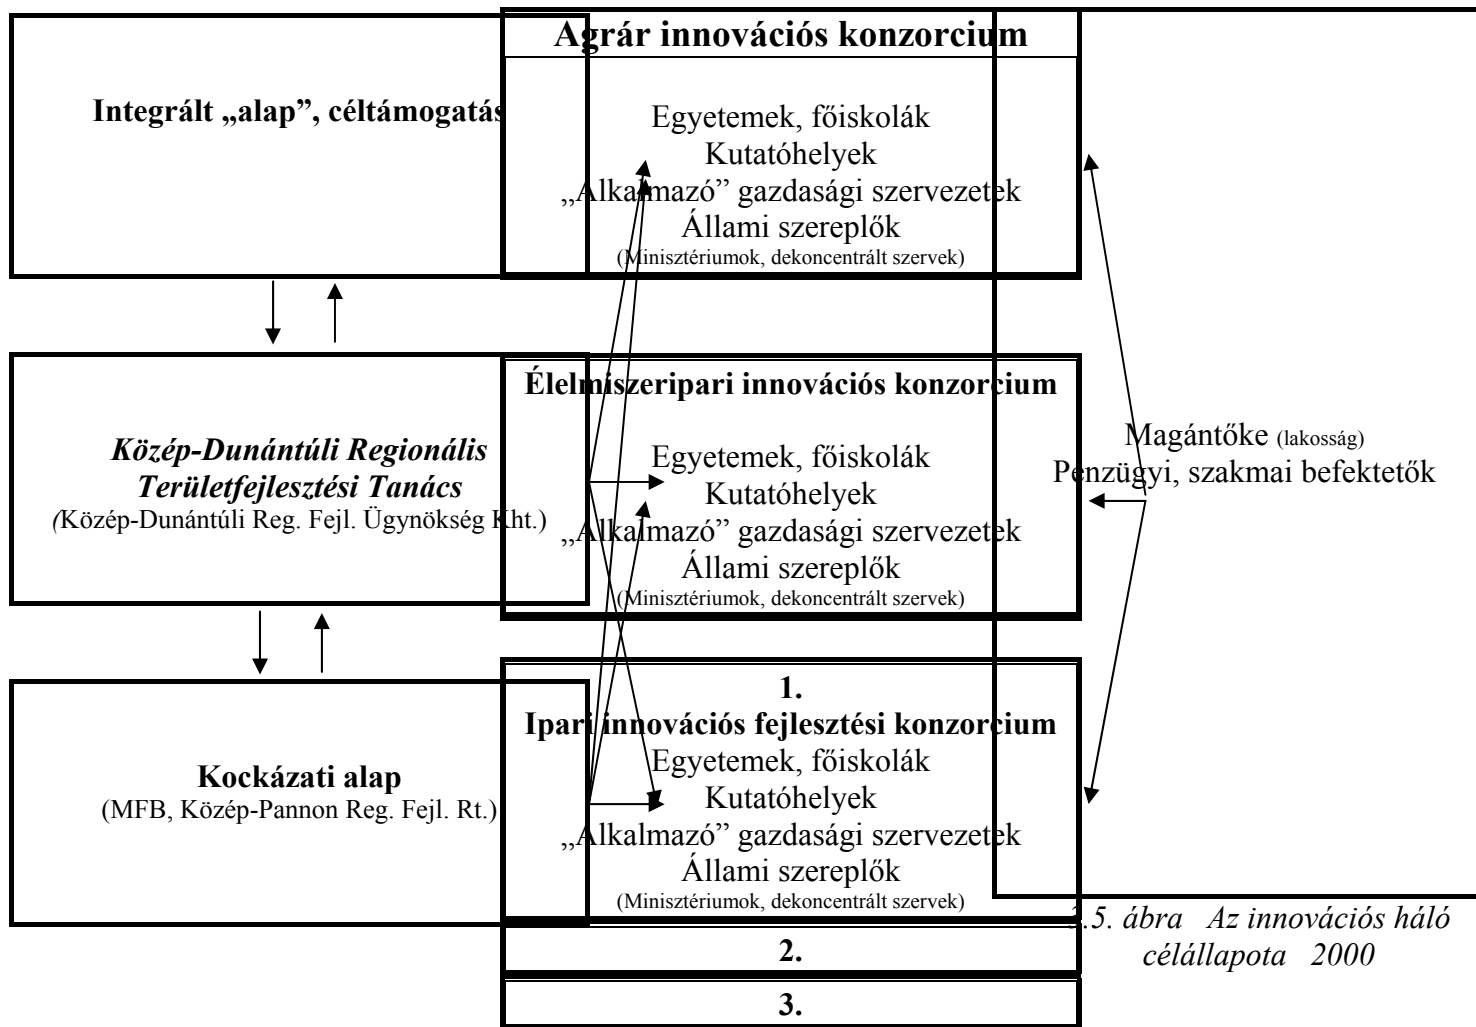 Integrált „alap”, céltámogatás
Közép-Dunántúli Regionális
Területfejlesztési Tanács
(Közép-Dunántúli Reg. Fejl. Ügynökség Kht.)
Kockázati alap
(MFB, Közép-Pannon Reg. Fejl. Rt.)
Agrár innovációs konzorcium
Egyetemek, főiskolák
Kutatóhelyek
„Alkalmazó” gazdasági szervezetek
Állami szereplők
(Minisztériumok, dekoncentrált szervek)
Élelmiszeripari innovációs konzorcium
Egyetemek, főiskolák
Kutatóhelyek
„Alkalmazó” gazdasági szervezetek
Állami szereplők
(Minisztériumok, dekoncentrált szervek)
1.
Ipari innovációs fejlesztési konzorcium
Egyetemek, főiskolák
Kutatóhelyek
„Alkalmazó” gazdasági szervezetek
Állami szereplők
(Minisztériumok, dekoncentrált szervek)
2.
3.
Magántőke (lakosság)
Penzügyi, szakmai befektetők
3.5. ábra Az innovációs háló
célállapota 2000